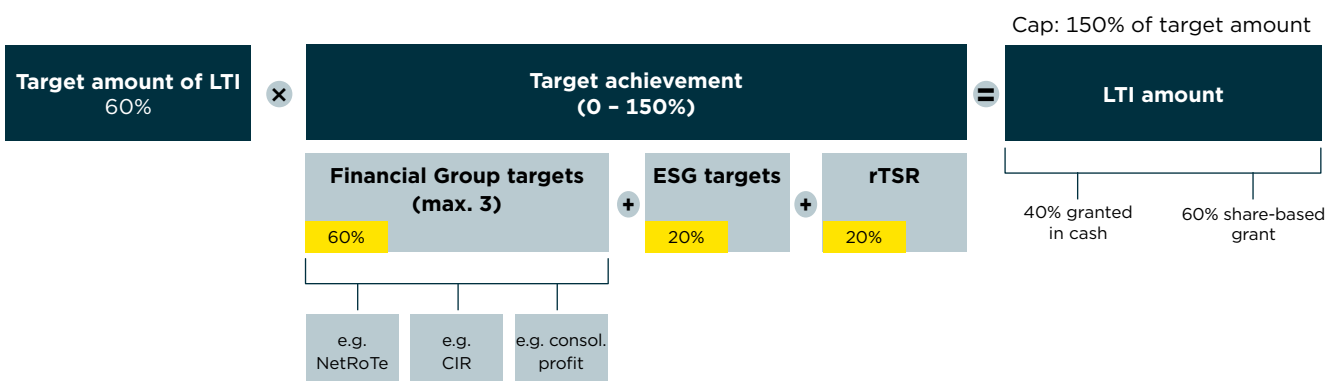 Cap: 150% of target amount
Target amount of LTI
60%
×
Target achievement
(0 – 150%)
=
LTI amount
Financial Group targets
(max. 3)
60%
+
ESG targets
20%
+
rTSR
20%
40% granted
in cash
60% share-based
grant
e.g.
NetRoTe
e.g.
CIR
e.g. consol.
profit